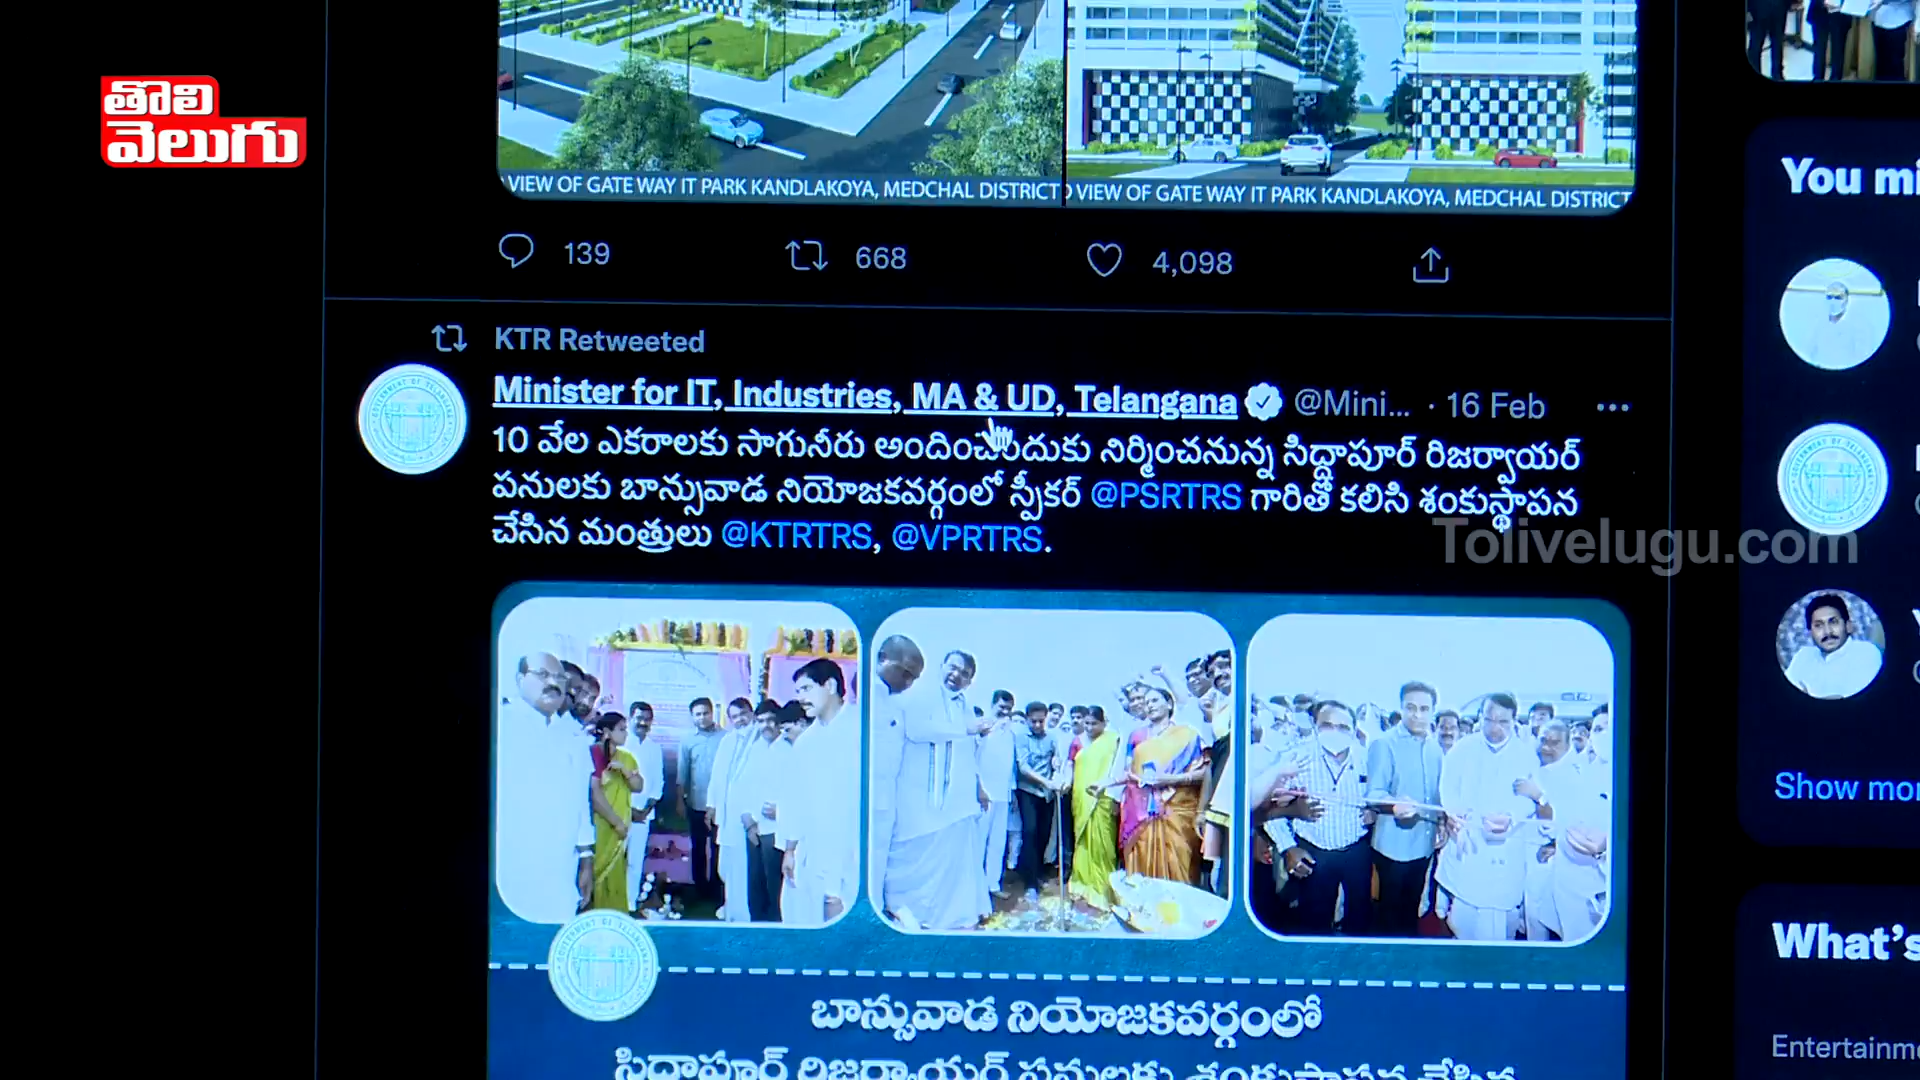 తొలి
వెలుగు
VIEW OF GATE WAY IT PARK KANDLAKOYA, MEDCHAL DISTRICT
VIEW OF GATE WAY IT PARK KANDLAKOYA, MEDCHAL DISTRICT
139 668 4,098
KTR Retweeted
Minister for IT, Industries, MA & UD, Telangana @Mini... · 16 Feb
10 వేల ఎకరాలకు సాగునీరు అందించేందుకు నిర్మించనున్న సిద్ధాపూర్ రిజర్వాయర్
పనులకు బాన్సువాడ నియోజకవర్గంలో స్పీకర్ @PSRTRS గారితో కలిసి శంకుస్థాపన
చేసిన మంత్రులు @KTRTRS, @VPRTRS.
Tolivelugu.com
బాన్సువాడ నియోజకవర్గంలో
You mi
Show mor
What's
Entertainme